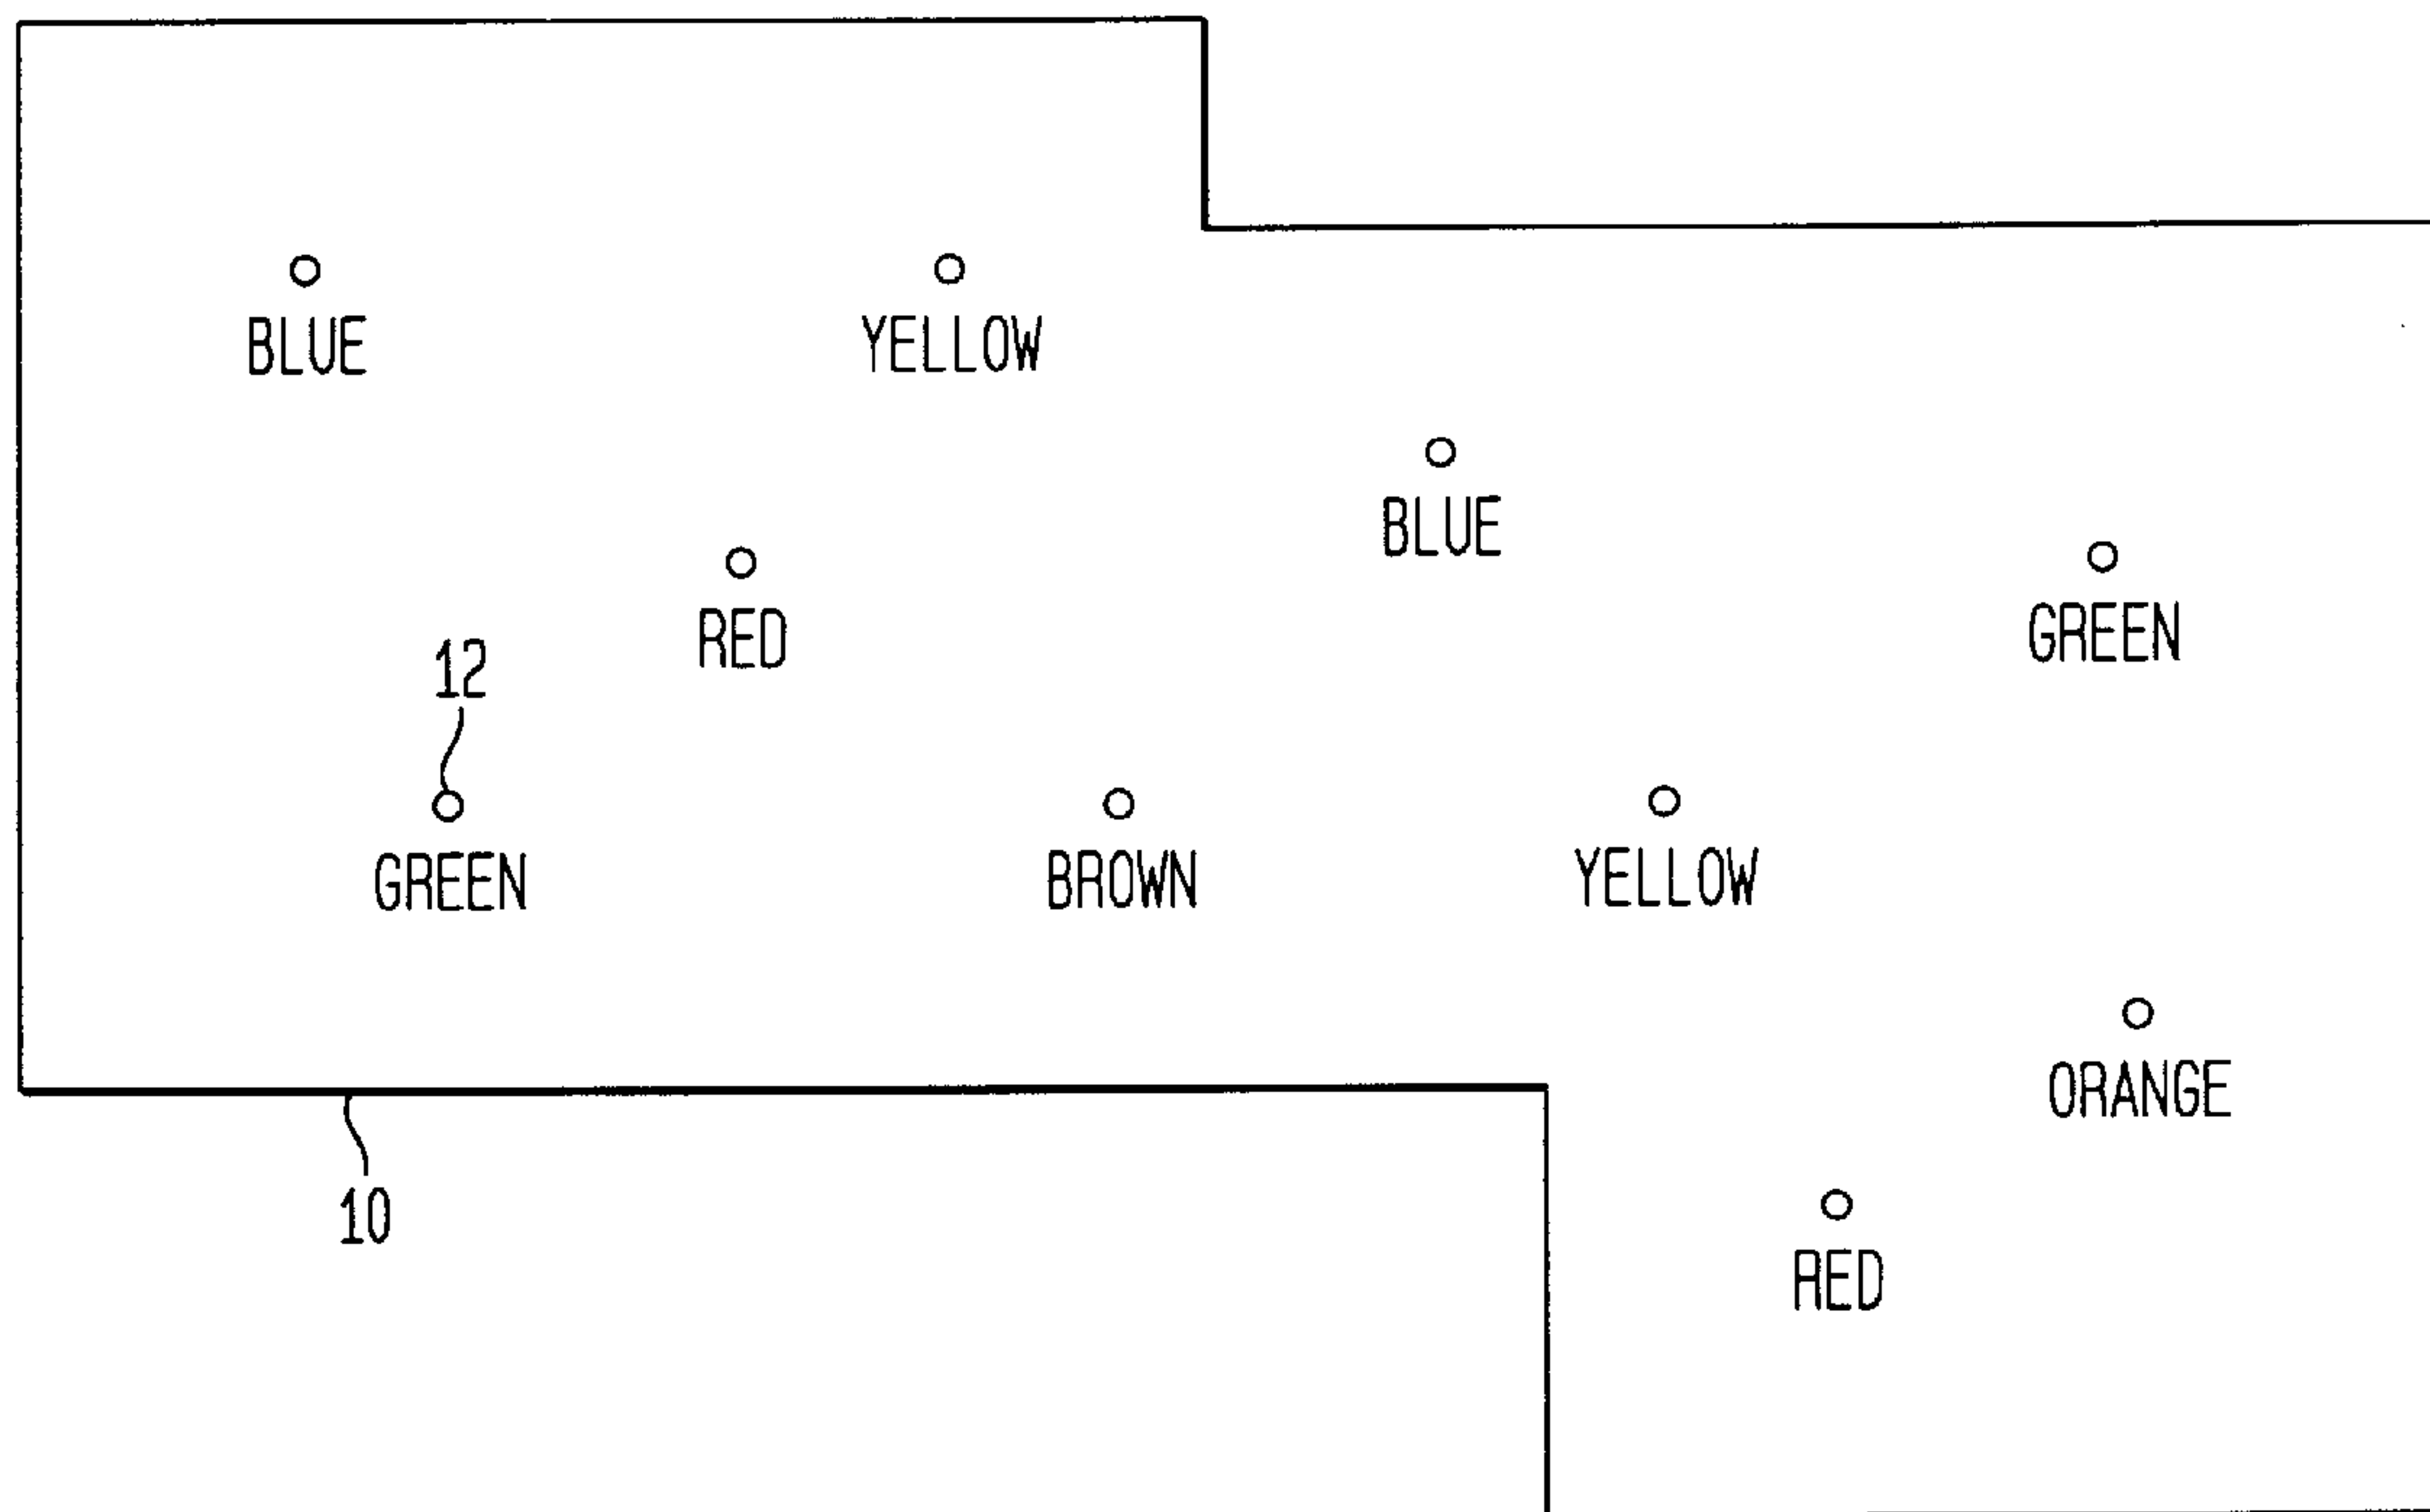 BLUE
YELLOW
BLUE
RED
GREEN
12
GREEN
BROWN
YELLOW
ORANGE
10
RED